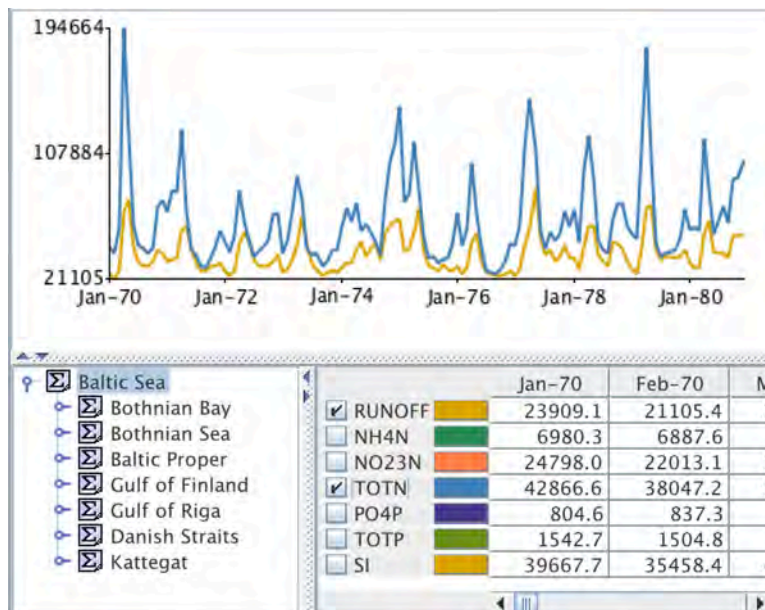 194664
107884
21105
Jan-70 Jan-72 Jan-74 Jan-76 Jan-78 Jan-80
Baltic Sea
Bothnian Bay
Bothnian Sea
Baltic Proper
Gulf of Finland
Gulf of Riga
Danish Straits
Kattegat
Jan-70 Feb-70 M
RUNOFF 23909.1 21105.4
NH4N 6980.3 6887.6
NO23N 24798.0 22013.1
TOTN 42866.6 38047.2
PO4P 804.6 837.3
TOTP 1542.7 1504.8
SI 39667.7 35458.4